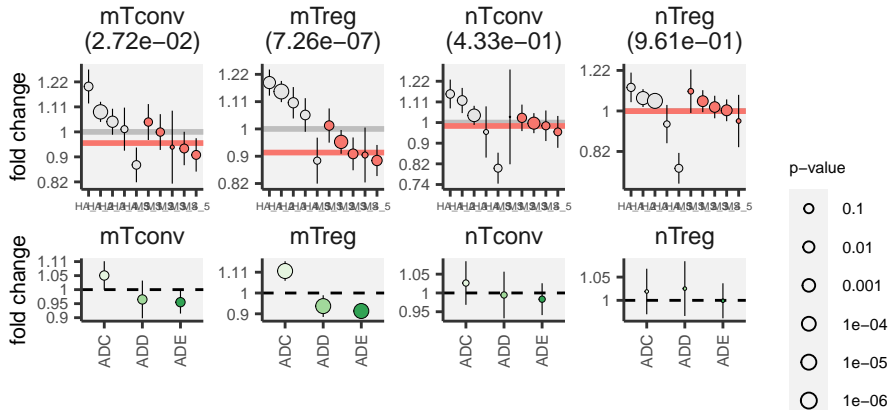 mTconv
(2.72e−02)
mTreg
(7.26e−07)
nTconv
(4.33e−01)
nTreg
(9.61e−01)
fold change
1.22
1.11
1
0.9
0.82
1.22
1.11
1
0.9
0.82
1.22
1.11
1
0.9
0.82
0.74
1.22
1
0.82
mTconv
mTreg
nTconv
nTreg
fold change
1.11
1.05
1
0.95
0.9
1.11
1
0.9
1.05
1
0.95
1.05
1
ADC
ADD
ADE
ADC
ADD
ADE
ADC
ADD
ADE
ADC
ADD
ADE
p−value
0.1
0.01
0.001
1e−04
1e−05
1e−06